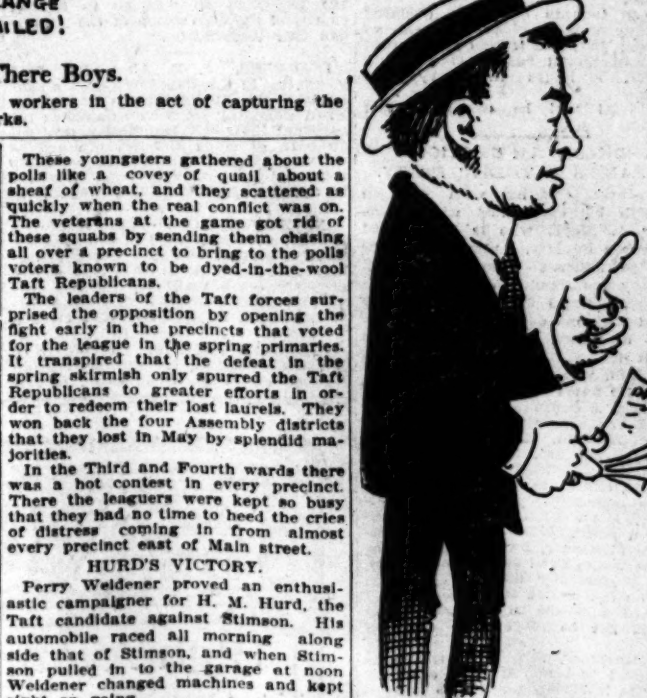 ANGE
AILED!
There Boys.
workers in the act of capturing the
rks.
These youngsters gathered about the
polls like a covey of quail about a
sheaf of wheat, and they scattered as
quickly when the real conflict was on.
The veterans at the game got rid of
these squabs by sending them chasing
all over a precinct to bring to the polls
voters known to be dyed-in-the-wool
Taft Republicans.
The leaders of the Taft forces sur-
prised the opposition by opening the
fight early in the precincts that voted
for the league in the spring primaries.
It transpired that the defeat in the
spring skirmish only spurred the Taft
Republicans to greater efforts in or-
der to redeem their lost laurels. They
won back the four Assembly districts
that they lost in May by splendid ma-
jorities.
In the Third and Fourth wards there
was a hot contest in every precinct.
There the leaguers were kept so busy
that they had no time to heed the cries
of distress coming in from almost
every precinct east of Main street.
HURD'S VICTORY.
Perry Weidener proved an enthusi-
astic campaigner for H. M. Hurd, the
Taft candidate against Stimson. His
automobile raced all morning along
side that of Stimson, and when Stim-
son pulled in to the garage at noon
Weidener changed machines and kept